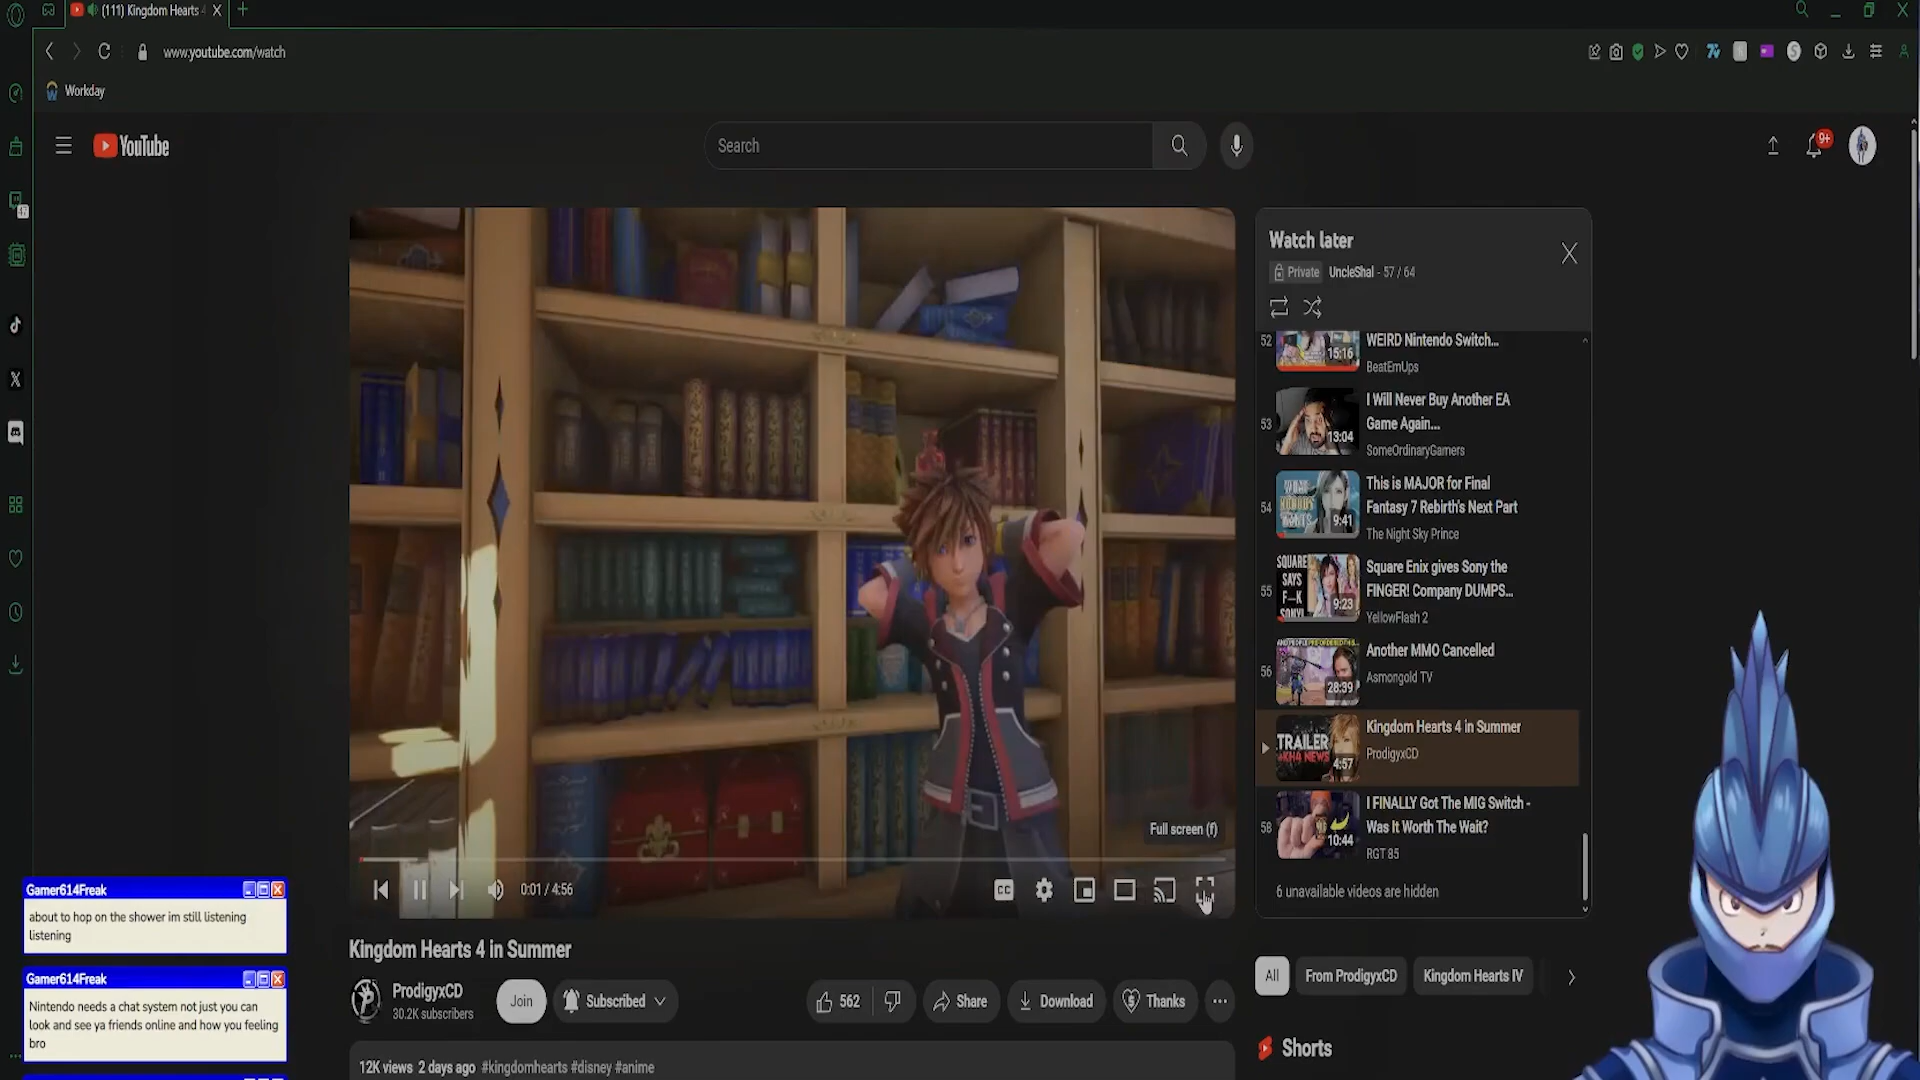 (111) Kingdom Hearts 4
www.youtube.com/watch
Workday
YouTube
Search
9+
47
Watch later
Private UncleShal - 57 / 64
52
15:16
WEIRD Nintendo Switch...
BeatEmUps
53
13:04
I Will Never Buy Another EA
Game Again...
SomeOrdinaryGamers
54
WHAT
NOBODY
WANTS
9:41
This is MAJOR for Final
Fantasy 7 Rebirth's Next Part
The Night Sky Prince
55
SQUARE
SAYS
F--K
SONY!
9:23
Square Enix gives Sony the
FINGER! Company DUMPS...
YellowFlash 2
56
28:39
Another MMO Cancelled
Asmongold TV
TRAILER
KH4 NEWS
4:57
Kingdom Hearts 4 in Summer
ProdigyxCD
58
10:44
I FINALLY Got The MIG Switch -
Was It Worth The Wait?
RGT 85
6 unavailable videos are hidden
Full screen (f)
0:01 / 4:56
CC
Kingdom Hearts 4 in Summer
ProdigyxCD
30.2K subscribers
Join
Subscribed
562
Share
Download
Thanks
12K views 2 days ago #kingdomhearts #disney #anime
All
From ProdigyxCD
Kingdom Hearts IV
Shorts
Gamer614Freak
about to hop on the shower im still listening
listening
Gamer614Freak
Nintendo needs a chat system not just you can
look and see ya friends online and how you feeling
bro